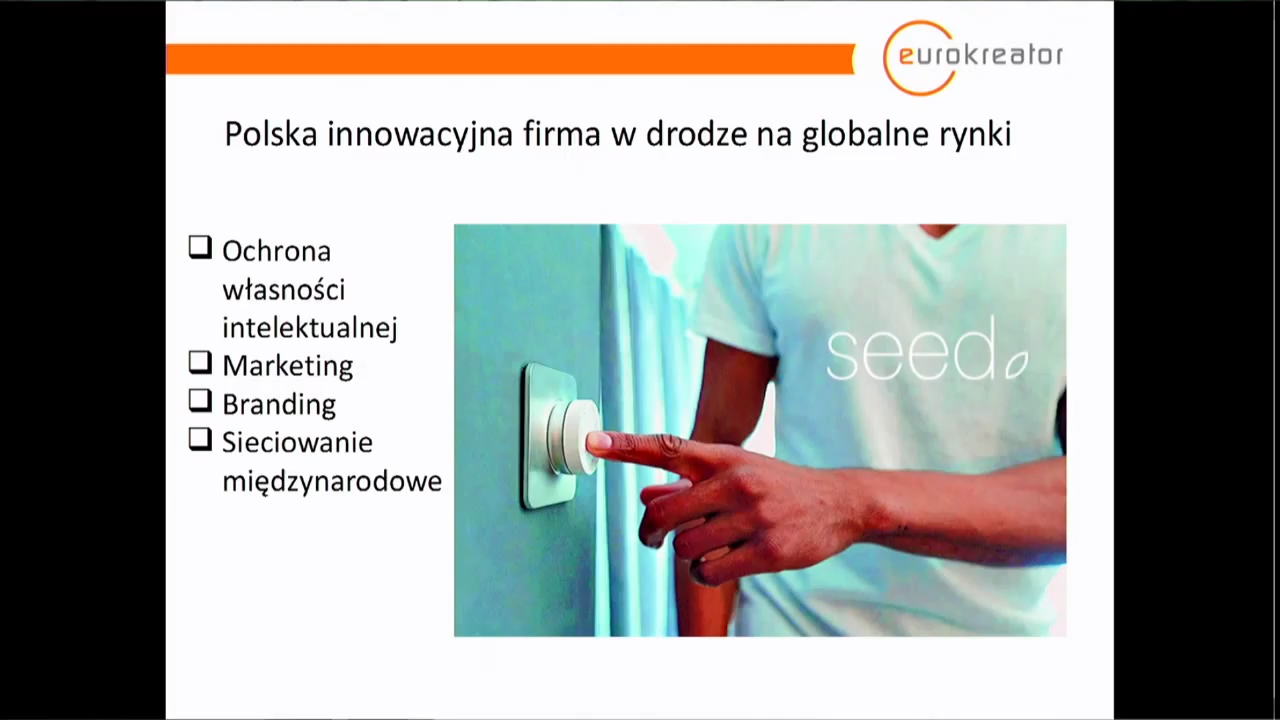 eurokreator
Polska innowacyjna firma w drodze na globalne rynki
Ochrona
własności
intelektualnej
Marketing
Branding
Sieciowanie
międzynarodowe
seed